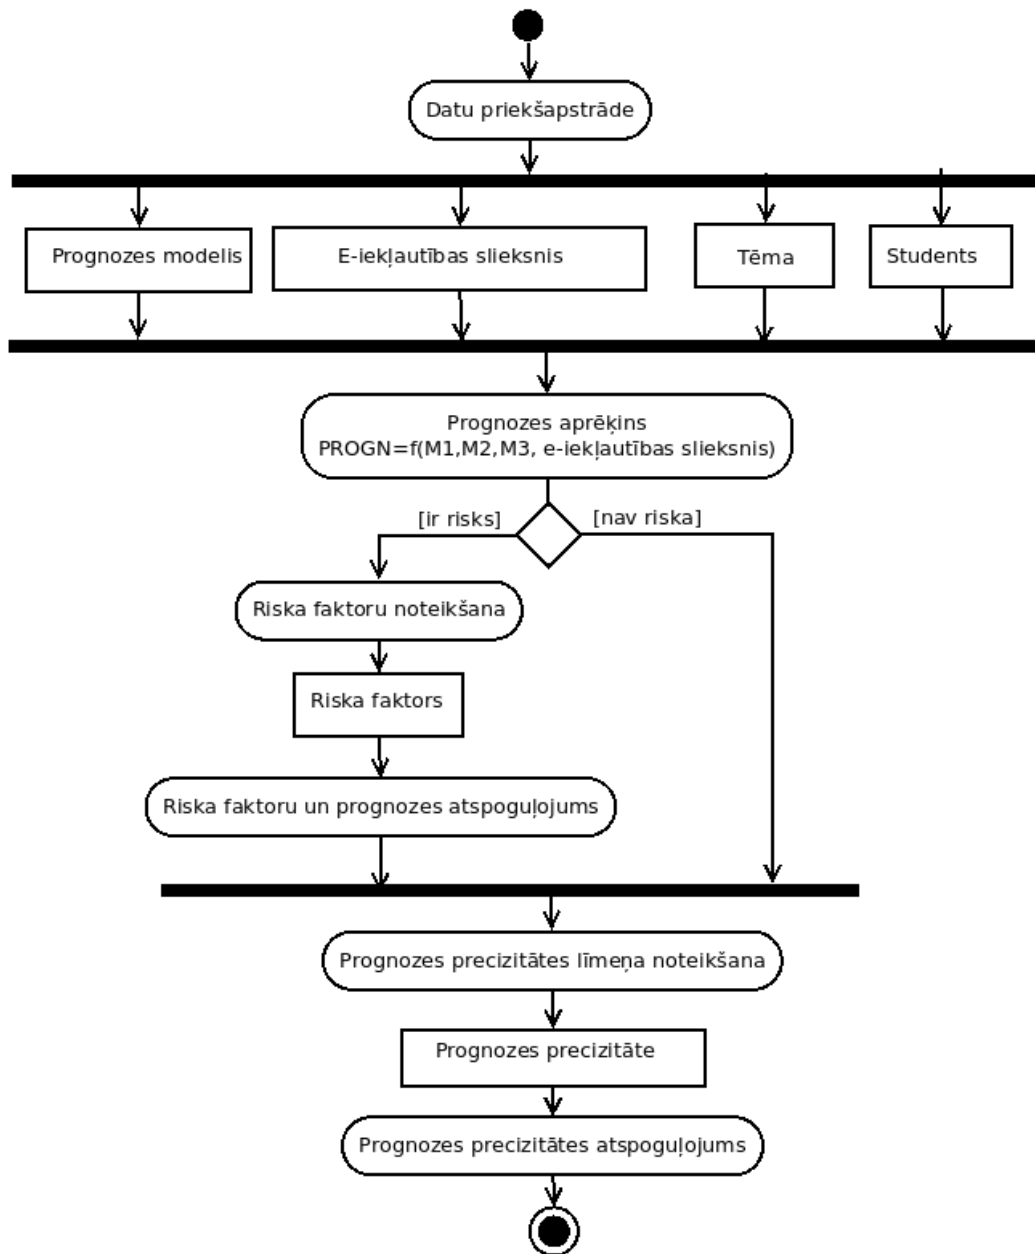 Datu priekšapstrāde
Prognozes modelis
E-iekļautības slieksnis
Tēma
Students
Prognozes aprēķins
PROGN=f(M1,M2,M3, e-iekļautības slieksnis)
[ir risks]
[nav riska]
Riska faktoru noteikšana
Riska faktors
Riska faktoru un prognozes atspoguļojums
Prognozes precizitātes līmeņa noteikšana
Prognozes precizitāte
Prognozes precizitātes atspoguļojums